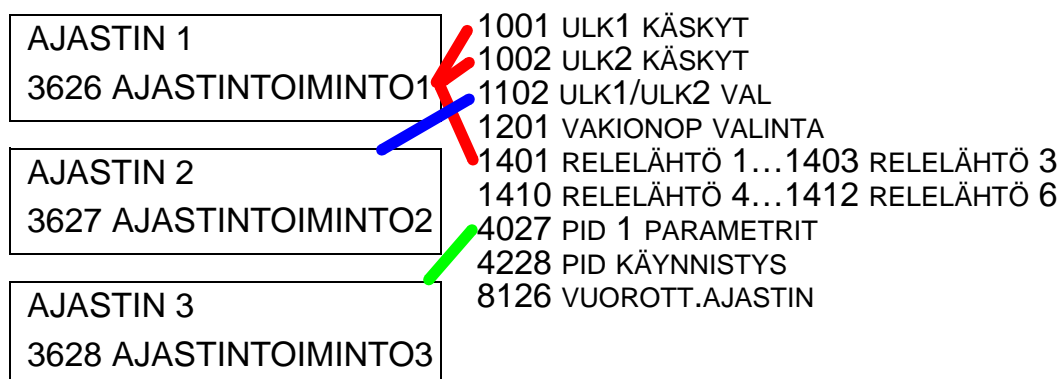 AJASTIN 1
3626 AJASTINTOIMINTO1
AJASTIN 2
3627 AJASTINTOIMINTO2
AJASTIN 3
3628 AJASTINTOIMINTO3
1001 ULK1 KÄSKYT
1002 ULK2 KÄSKYT
1102 ULK1/ULK2 VAL
1201 VAKIONOP VALINTA
1401 RELELÄHTÖ 1…1403 RELELÄHTÖ 3
1410 RELELÄHTÖ 4…1412 RELELÄHTÖ 6
4027 PID 1 PARAMETRIT
4228 PID KÄYNNISTYS
8126 VUOROTT.AJASTIN